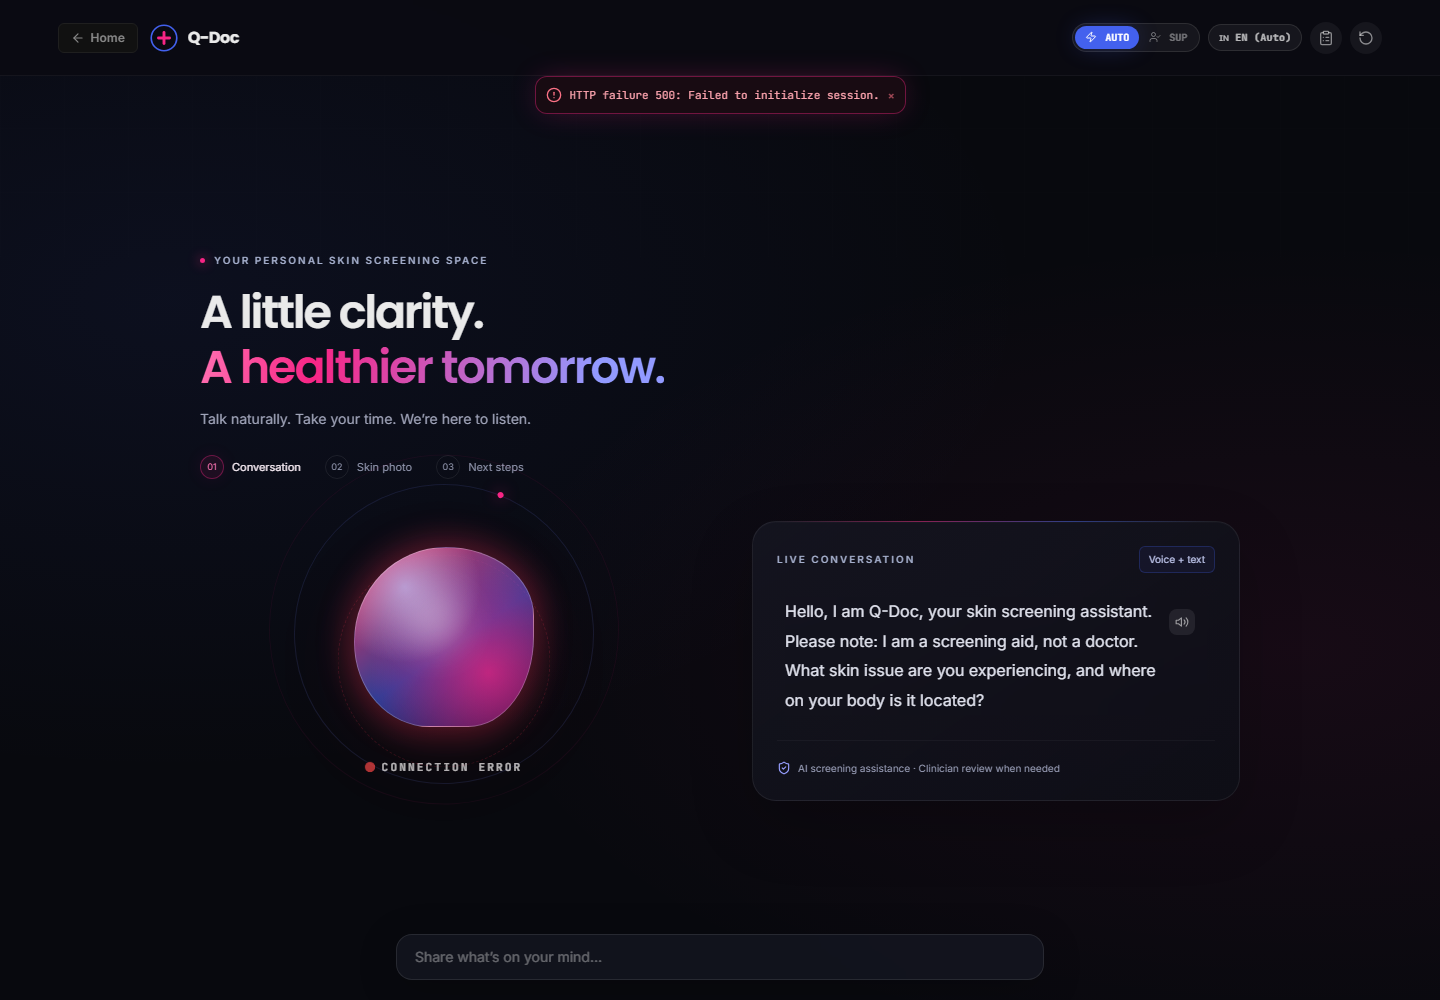 Home
Q-Doc
AUTO
SUP
IN EN (Auto)
HTTP failure 500: Failed to initialize session. ×
YOUR PERSONAL SKIN SCREENING SPACE
A little clarity.
A healthier tomorrow.
Talk naturally. Take your time. We’re here to listen.
01 Conversation 02 Skin photo 03 Next steps
CONNECTION ERROR
LIVE CONVERSATION
Voice + text
Hello, I am Q-Doc, your skin screening assistant.
Please note: I am a screening aid, not a doctor.
What skin issue are you experiencing, and where
on your body is it located?
AI screening assistance · Clinician review when needed
Share what’s on your mind...